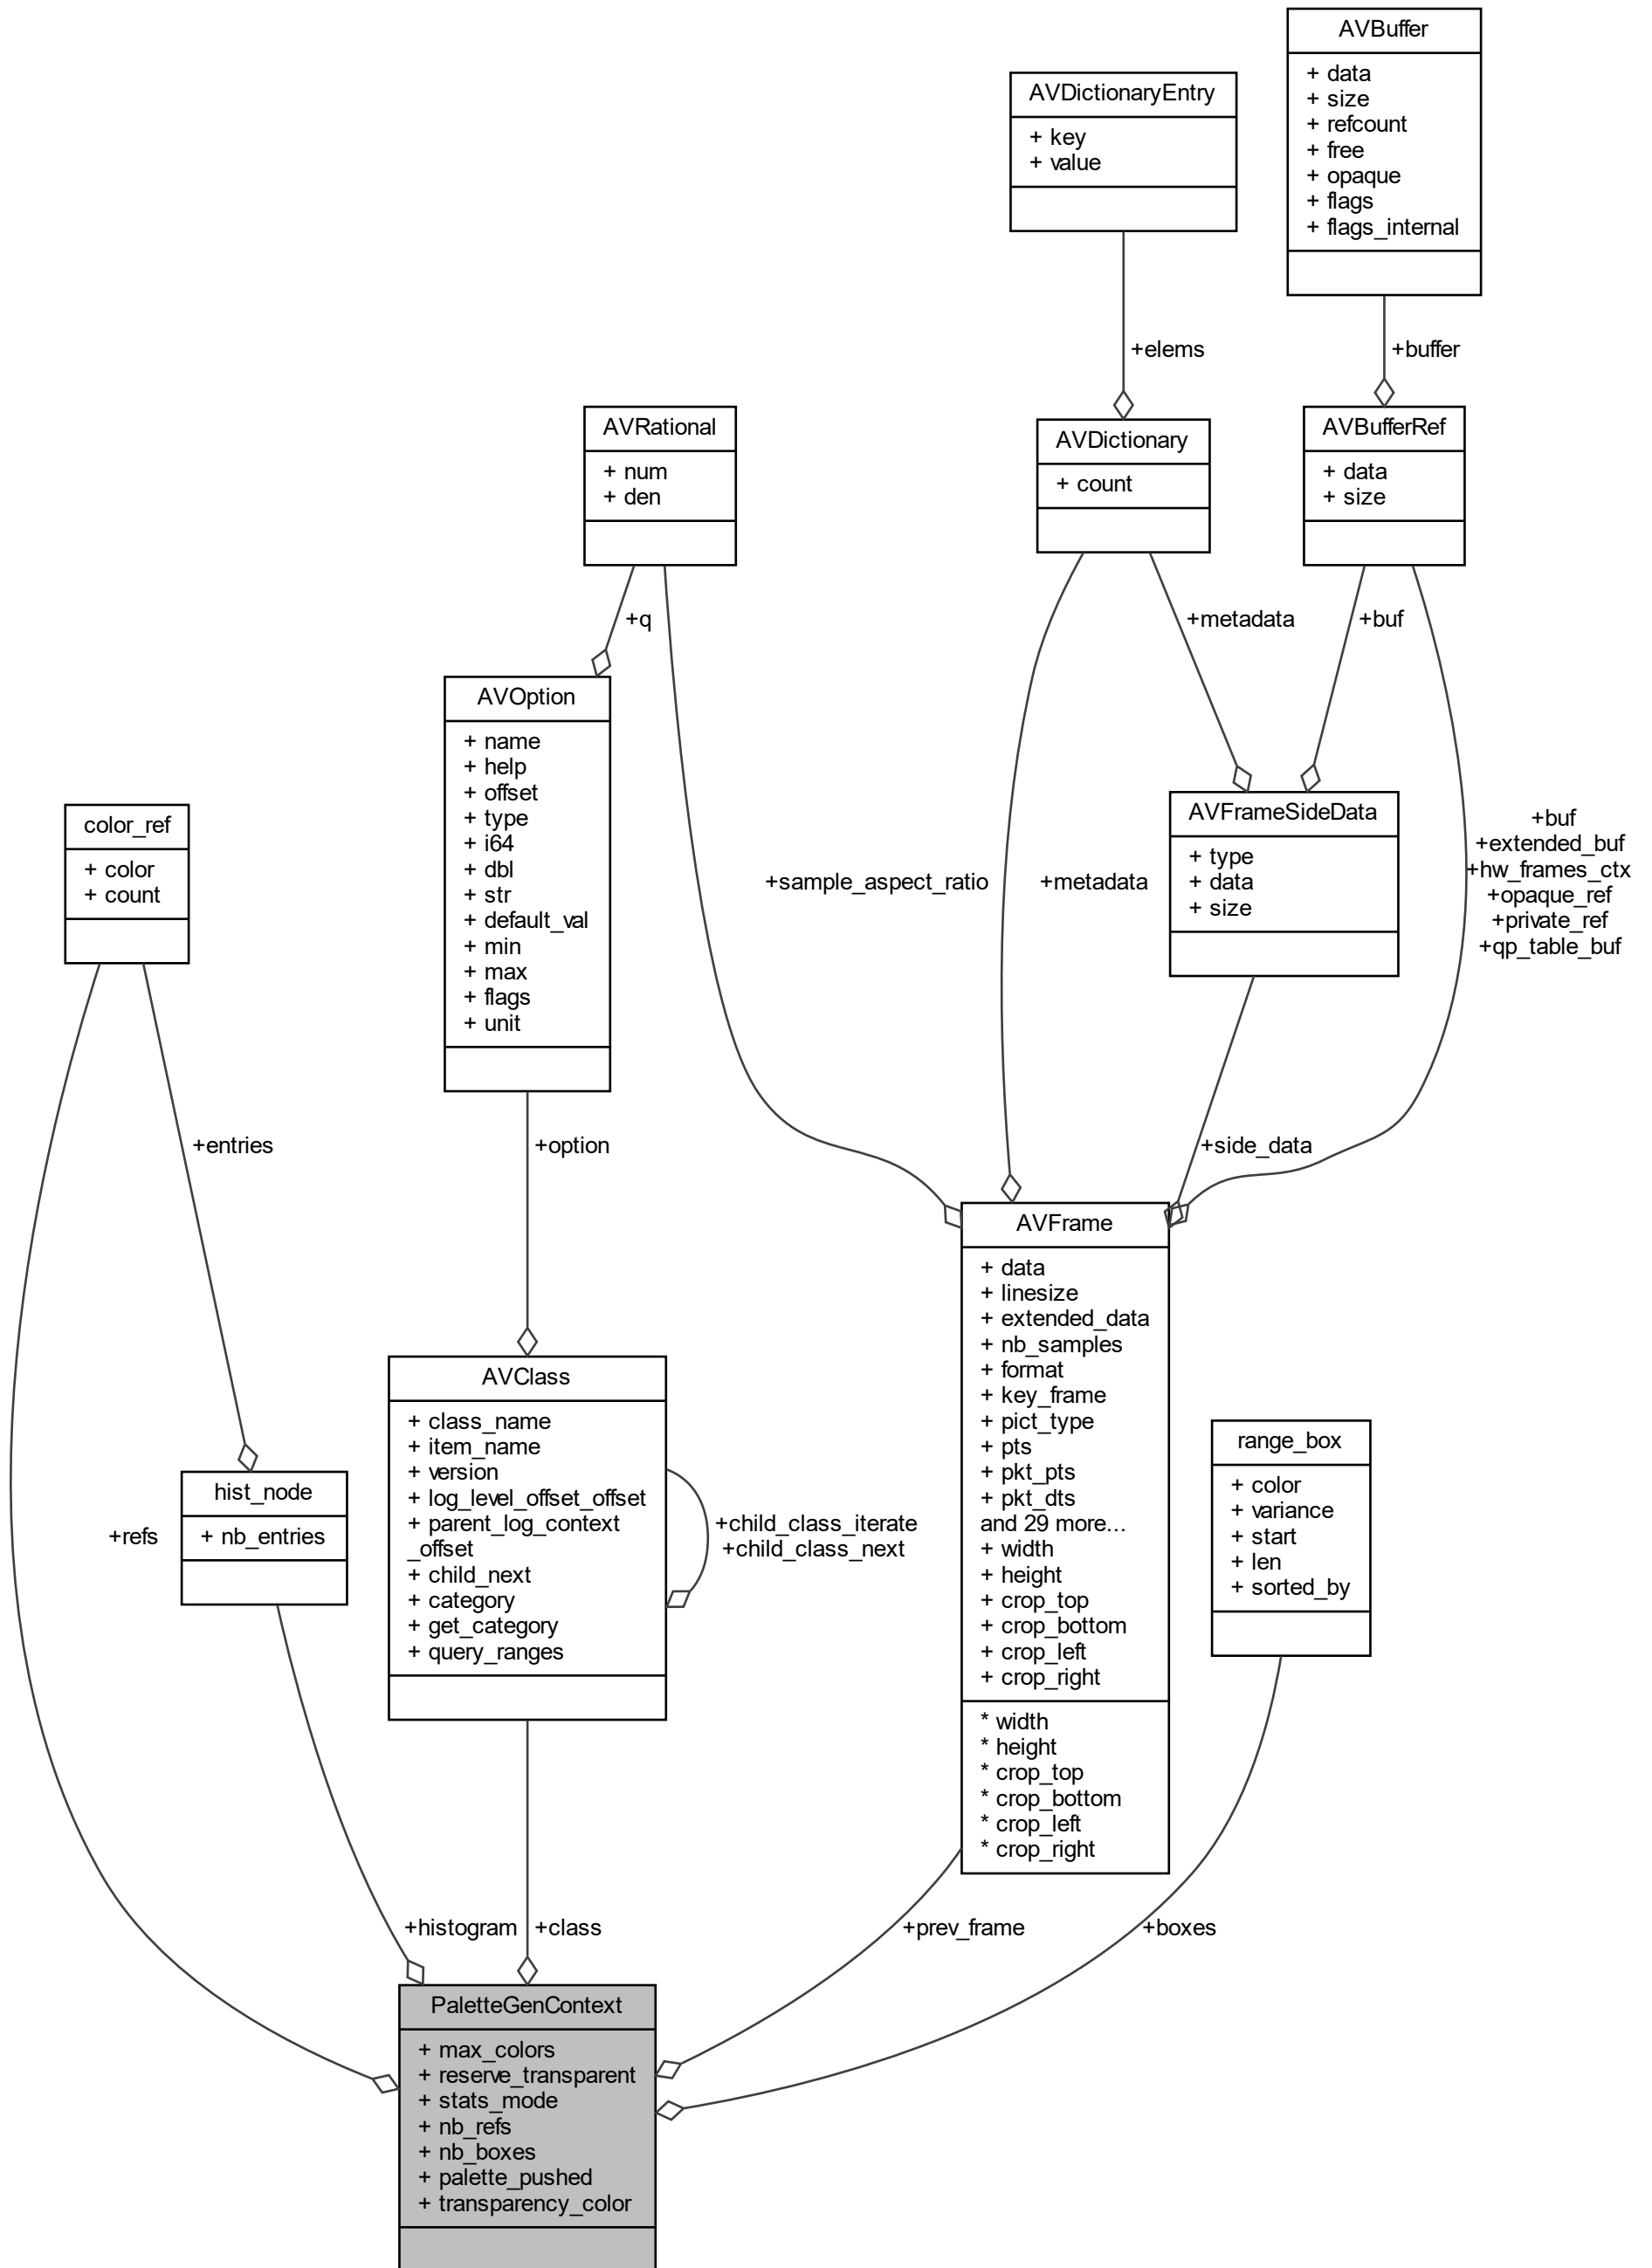 AVBuffer
+ data
+ size
+ refcount
+ free
+ opaque
+ flags
+ flags_internal
AVDictionaryEntry
+ key
+ value
+elems
+buffer
AVRational
+ num
+ den
AVDictionary
+ count
AVBufferRef
+ data
+ size
+q
+metadata
+buf
AVOption
+ name
+ help
+ offset
+ type
+ i64
+ dbl
+ str
+ default_val
+ min
+ max
+ flags
+ unit
color_ref
+ color
+ count
AVFrameSideData
+ type
+ data
+ size
+sample_aspect_ratio
+metadata
+buf
+extended_buf
+hw_frames_ctx
+opaque_ref
+private_ref
+qp_table_buf
+entries
+option
+side_data
AVFrame
+ data
+ linesize
+ extended_data
+ nb_samples
+ format
+ key_frame
+ pict_type
+ pts
+ pkt_pts
+ pkt_dts
and 29 more...
+ width
+ height
+ crop_top
+ crop_bottom
+ crop_left
+ crop_right
* width
* height
* crop_top
* crop_bottom
* crop_left
* crop_right
AVClass
+ class_name
+ item_name
+ version
+ log_level_offset_offset
+ parent_log_context
_offset
+ child_next
+ category
+ get_category
+ query_ranges
+child_class_iterate
+child_class_next
range_box
+ color
+ variance
+ start
+ len
+ sorted_by
hist_node
+ nb_entries
+refs
+histogram
+class
+prev_frame
+boxes
PaletteGenContext
+ max_colors
+ reserve_transparent
+ stats_mode
+ nb_refs
+ nb_boxes
+ palette_pushed
+ transparency_color